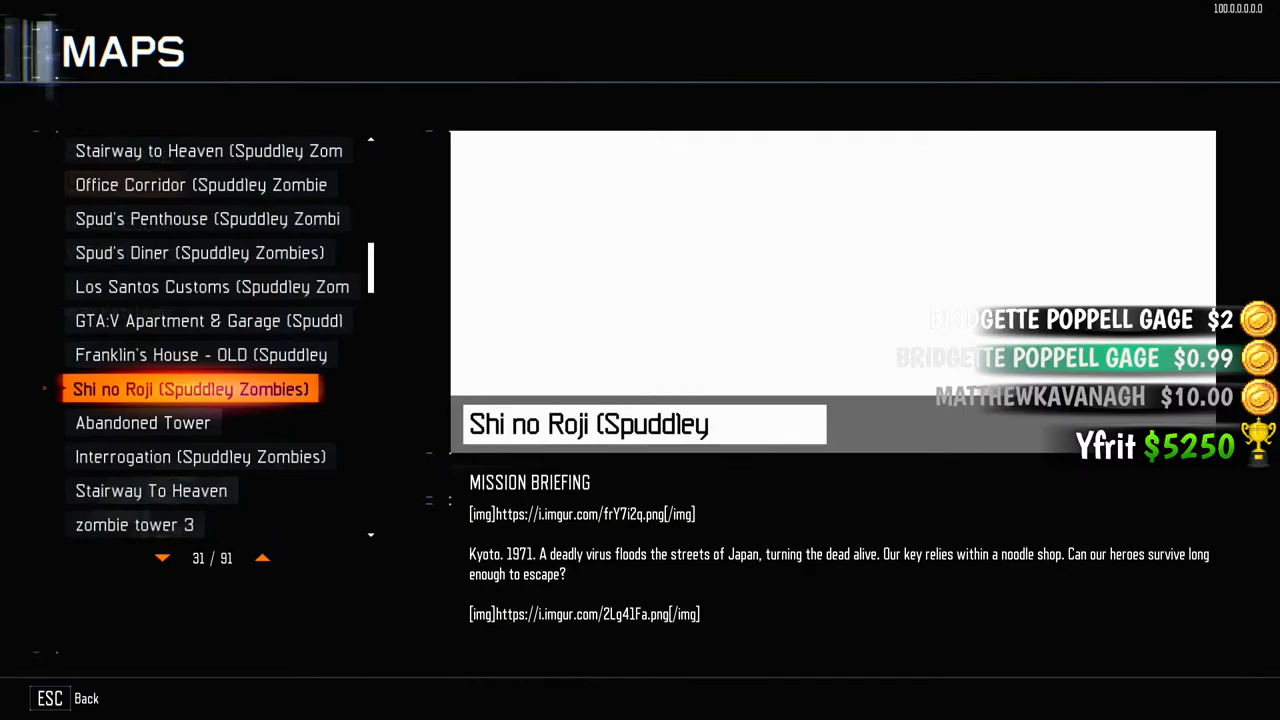 100.0.0.0.0.0
MAPS
Stairway to Heaven (Spuddley Zom
Office Corridor (Spuddley Zombie
Spud's Penthouse (Spuddley Zombi
Spud's Diner (Spuddley Zombies)
Los Santos Customs (Spuddley Zom
GTA:V Apartment & Garage (Spuddl
Franklin's House - OLD (Spuddley
Shi no Roji (Spuddley Zombies)
Abandoned Tower
Interrogation (Spuddley Zombies)
Stairway To Heaven
zombie tower 3
31 / 91
BRIDGETTE POPPELL GAGE $2
BRIDGETTE POPPELL GAGE $0.99
MATTHEWKAVANAGH $10.00
Yfrit $5250
Shi no Roji (Spuddley
MISSION BRIEFING
[img]https://i.imgur.com/frY7i2q.png[/img]
Kyoto. 1971. A deadly virus floods the streets of Japan, turning the dead alive. Our key relies within a noodle shop. Can our heroes survive long
enough to escape?
[img]https://i.imgur.com/2Lg41Fa.png[/img]
ESC Back